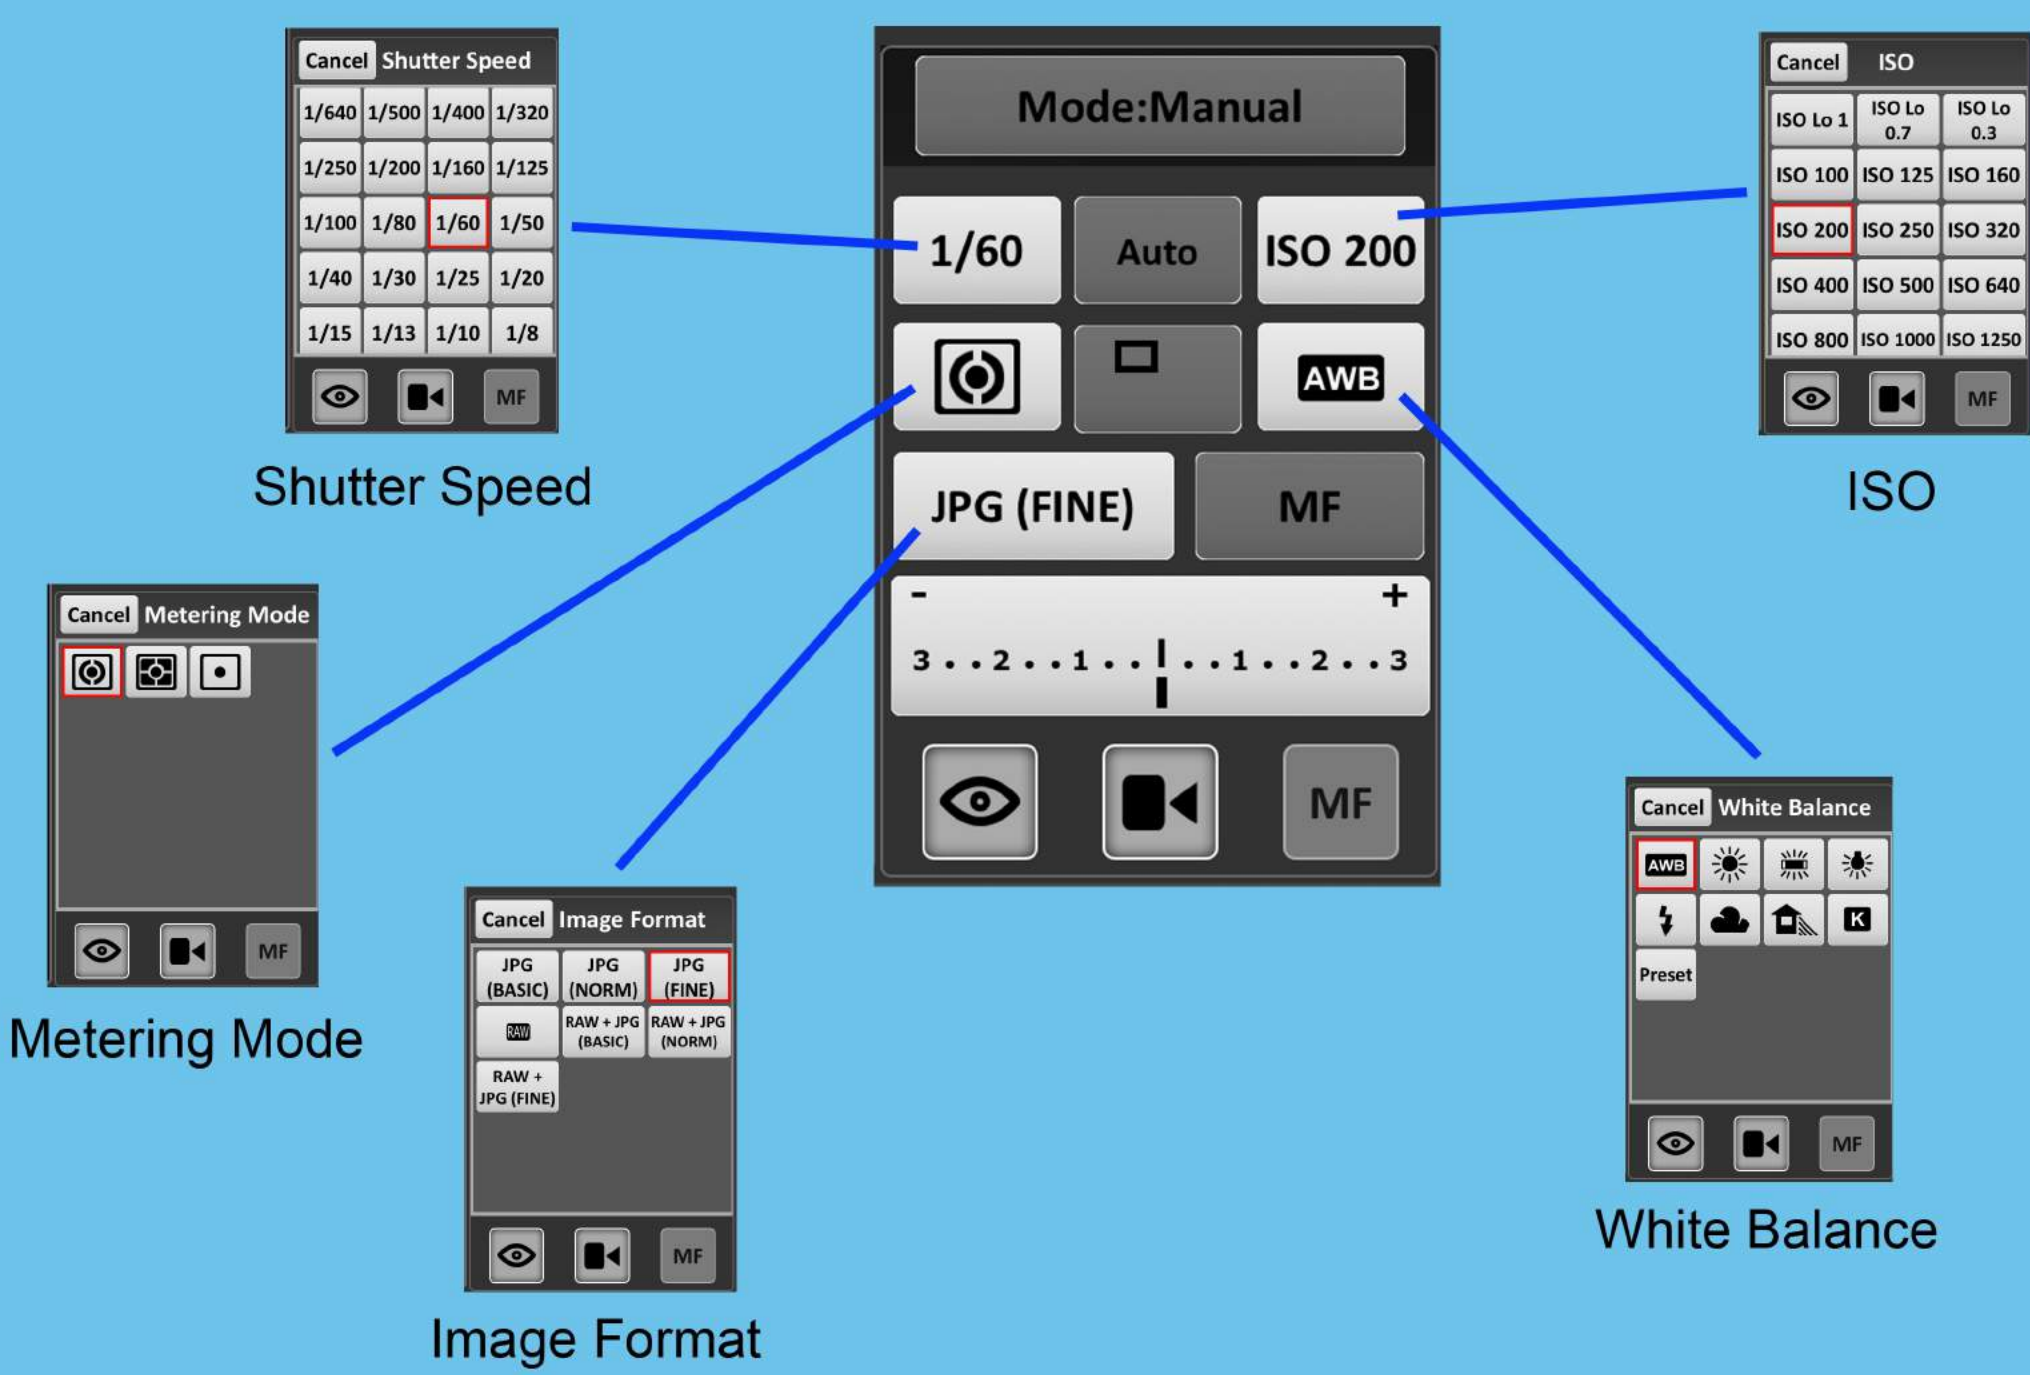 Cancel Shutter Speed
1/640 1/500 1/400 1/320
1/250 1/200 1/160 1/125
1/100 1/80 1/60 1/50
1/40 1/30 1/25 1/20
1/15 1/13 1/10 1/8
MF
Shutter Speed
Mode:Manual
1/60 Auto ISO 200
AWB
JPG (FINE) MF
- +
3..2..1..|..1..2..3
MF
Cancel ISO
ISO Lo 1 ISO Lo 0.7 ISO Lo 0.3
ISO 100 ISO 125 ISO 160
ISO 200 ISO 250 ISO 320
ISO 400 ISO 500 ISO 640
ISO 800 ISO 1000 ISO 1250
MF
ISO
Cancel Metering Mode
MF
Metering Mode
Cancel Image Format
JPG (BASIC) JPG (NORM) JPG (FINE)
RAW RAW + JPG (BASIC) RAW + JPG (NORM)
RAW + JPG (FINE)
MF
Image Format
Cancel White Balance
AWB
K
Preset
MF
White Balance